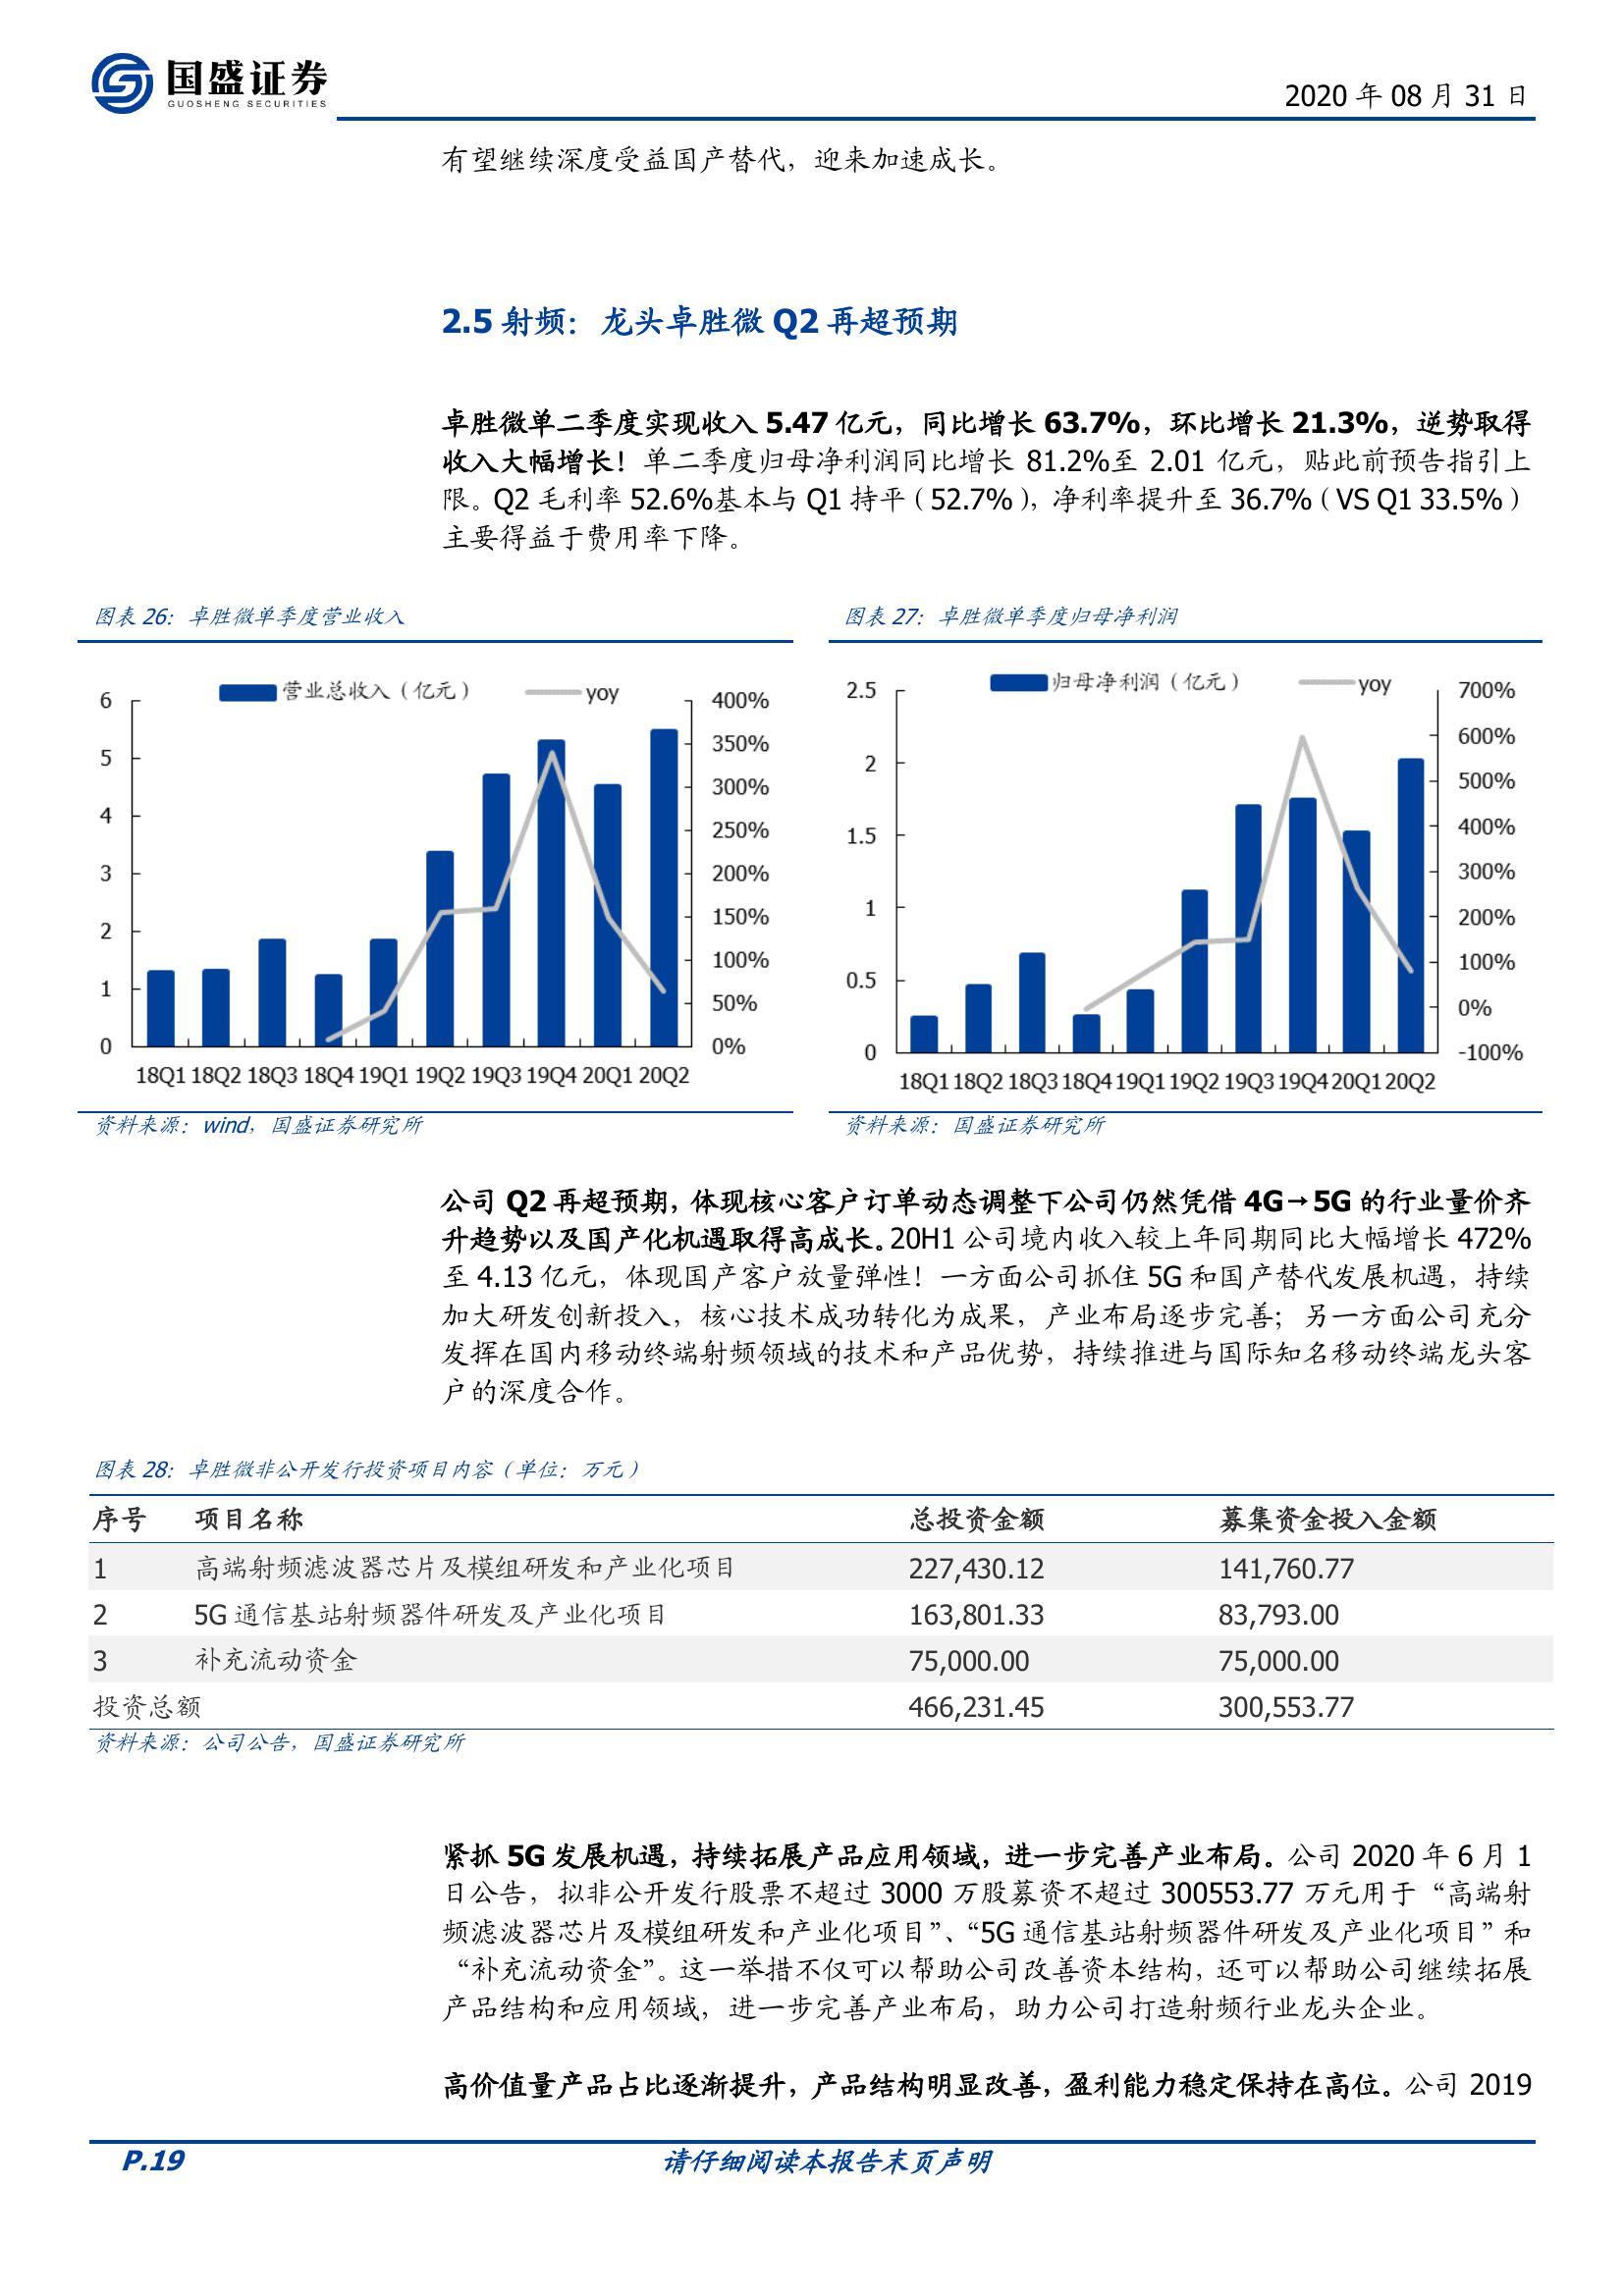 国盛证券
GUOSHENG SECURITIES
2020 年 08 月 31 日
有望继续深度受益国产替代，迎来加速成长。
2.5 射频：龙头卓胜微 Q2 再超预期
卓胜微单二季度实现收入 5.47 亿元，同比增长 63.7%，环比增长 21.3%，逆势取得
收入大幅增长！单二季度归母净利润同比增长 81.2%至 2.01 亿元，贴此前预告指引上
限。Q2 毛利率 52.6%基本与 Q1 持平（52.7%），净利率提升至 36.7%（VS Q1 33.5%）
主要得益于费用率下降。
图表 26：卓胜微单季度营业收入
营业总收入（亿元） yoy
6
5
4
3
2
1
0
400%
350%
300%
250%
200%
150%
100%
50%
0%
18Q1 18Q2 18Q3 18Q4 19Q1 19Q2 19Q3 19Q4 20Q1 20Q2
资料来源：wind，国盛证券研究所
图表 27：卓胜微单季度归母净利润
归母净利润（亿元） yoy
2.5
2
1.5
1
0.5
0
700%
600%
500%
400%
300%
200%
100%
0%
-100%
18Q1 18Q2 18Q3 18Q4 19Q1 19Q2 19Q3 19Q4 20Q1 20Q2
资料来源：国盛证券研究所
公司 Q2 再超预期，体现核心客户订单动态调整下公司仍然凭借 4G→5G 的行业量价齐
升趋势以及国产化机遇取得高成长。20H1 公司境内收入较上年同期同比大幅增长 472%
至 4.13 亿元，体现国产客户放量弹性！一方面公司抓住 5G 和国产替代发展机遇，持续
加大研发创新投入，核心技术成功转化为成果，产业布局逐步完善；另一方面公司充分
发挥在国内移动终端射频领域的技术和产品优势，持续推进与国际知名移动终端龙头客
户的深度合作。
图表 28：卓胜微非公开发行投资项目内容（单位：万元）
序号 项目名称 总投资金额 募集资金投入金额
1 高端射频滤波器芯片及模组研发和产业化项目 227,430.12 141,760.77
2 5G 通信基站射频器件研发及产业化项目 163,801.33 83,793.00
3 补充流动资金 75,000.00 75,000.00
投资总额 466,231.45 300,553.77
资料来源：公司公告，国盛证券研究所
紧抓 5G 发展机遇，持续拓展产品应用领域，进一步完善产业布局。公司 2020 年 6 月 1
日公告，拟非公开发行股票不超过 3000 万股募资不超过 300553.77 万元用于“高端射
频滤波器芯片及模组研发和产业化项目”、“5G 通信基站射频器件研发及产业化项目”和
“补充流动资金”。这一举措不仅可以帮助公司改善资本结构，还可以帮助公司继续拓展
产品结构和应用领域，进一步完善产业布局，助力公司打造射频行业龙头企业。
高价值量产品占比逐渐提升，产品结构明显改善，盈利能力稳定保持在高位。公司 2019
P.19
请仔细阅读本报告末页声明